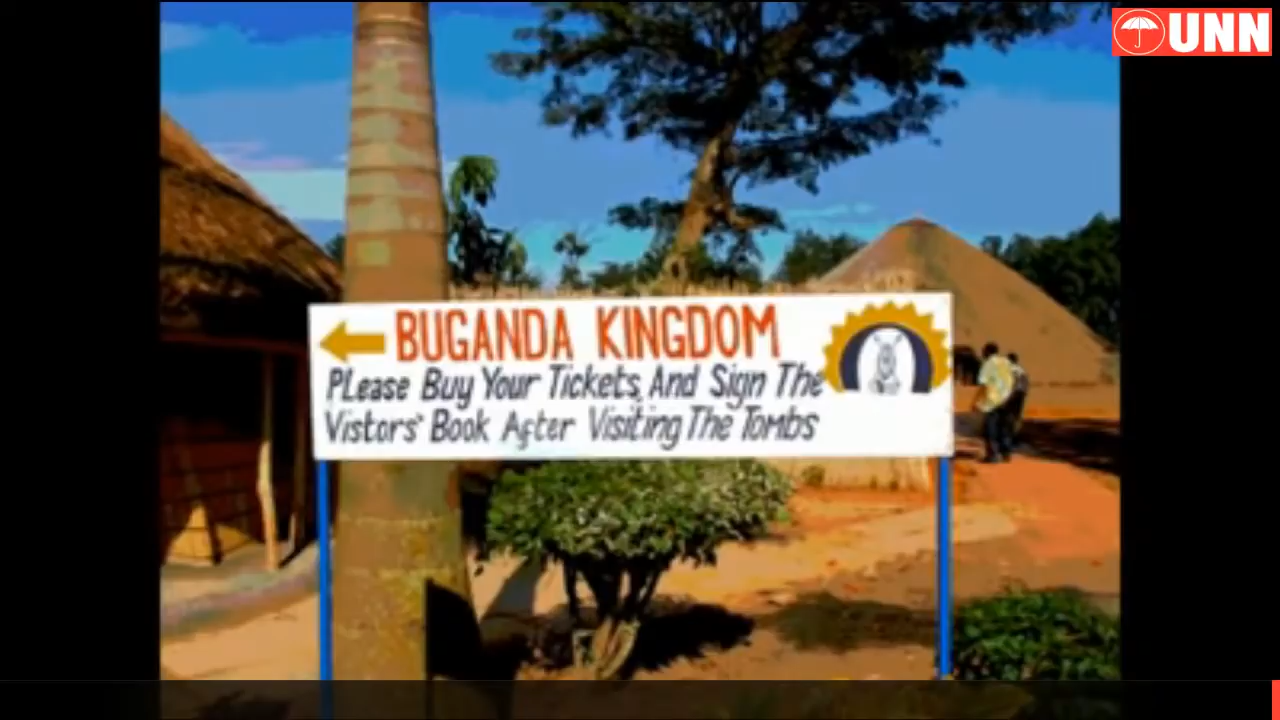 UNN
BUGANDA KINGDOM
PLease Buy Your Tickets, And Sign The
Vistors' Book After Visiting The Tombs